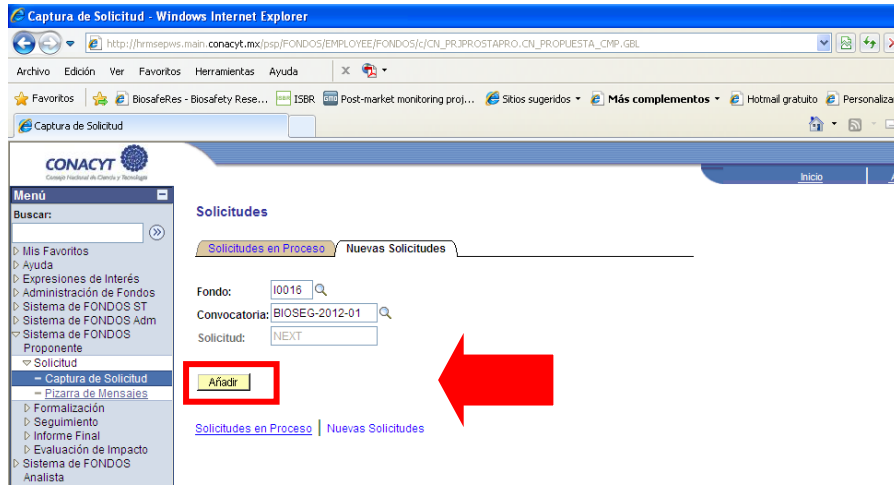 Captura de Solicitud - Windows Internet Explorer
http://hrmsepws.main.conacyt.mx/psp/FONDOS/EMPLOYEE/FONDOS/c/CN_PRJPROSTAPRO.CN_PROPUESTA_CMP.GBL
Archivo Edición Ver Favoritos Herramientas Ayuda
Favoritos BiosafeRes - Biosafety Rese... ISBR Post-market monitoring proj... Sitios sugeridos Más complementos Hotmail gratuito Personaliza
Captura de Solicitud
CONACYT
Consejo Nacional de Ciencia y Tecnología
Inicio
Menú
Buscar:
Mis Favoritos
Ayuda
Expresiones de Interés
Administración de Fondos
Sistema de FONDOS ST
Sistema de FONDOS Adm
Sistema de FONDOS
Proponente
Solicitud
– Captura de Solicitud
– Pizarra de Mensajes
Formalización
Seguimiento
Informe Final
Evaluación de Impacto
Sistema de FONDOS
Analista
Solicitudes
Solicitudes en Proceso Nuevas Solicitudes
Fondo: I0016
Convocatoria: BIOSEG-2012-01
Solicitud: NEXT
Añadir
Solicitudes en Proceso | Nuevas Solicitudes